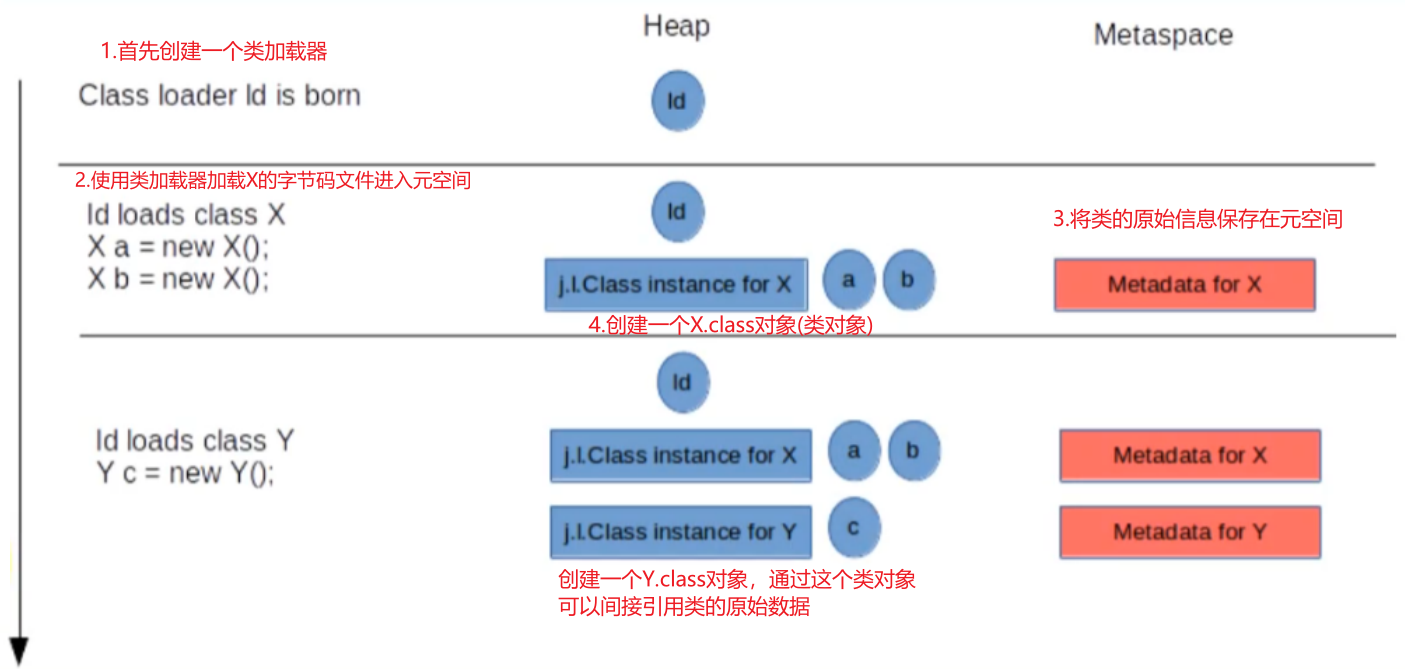 Heap
Metaspace
1.首先创建一个类加载器
Class loader Id is born
Id
2.使用类加载器加载X的字节码文件进入元空间
Id loads class X
X a = new X();
X b = new X();
Id
3.将类的原始信息保存在元空间
j.l.Class instance for X
a
b
Metadata for X
4.创建一个X.class对象(类对象)
Id
Id loads class Y
Y c = new Y();
j.l.Class instance for X
a
b
Metadata for X
j.l.Class instance for Y
c
Metadata for Y
创建一个Y.class对象，通过这个类对象
可以间接引用类的原始数据